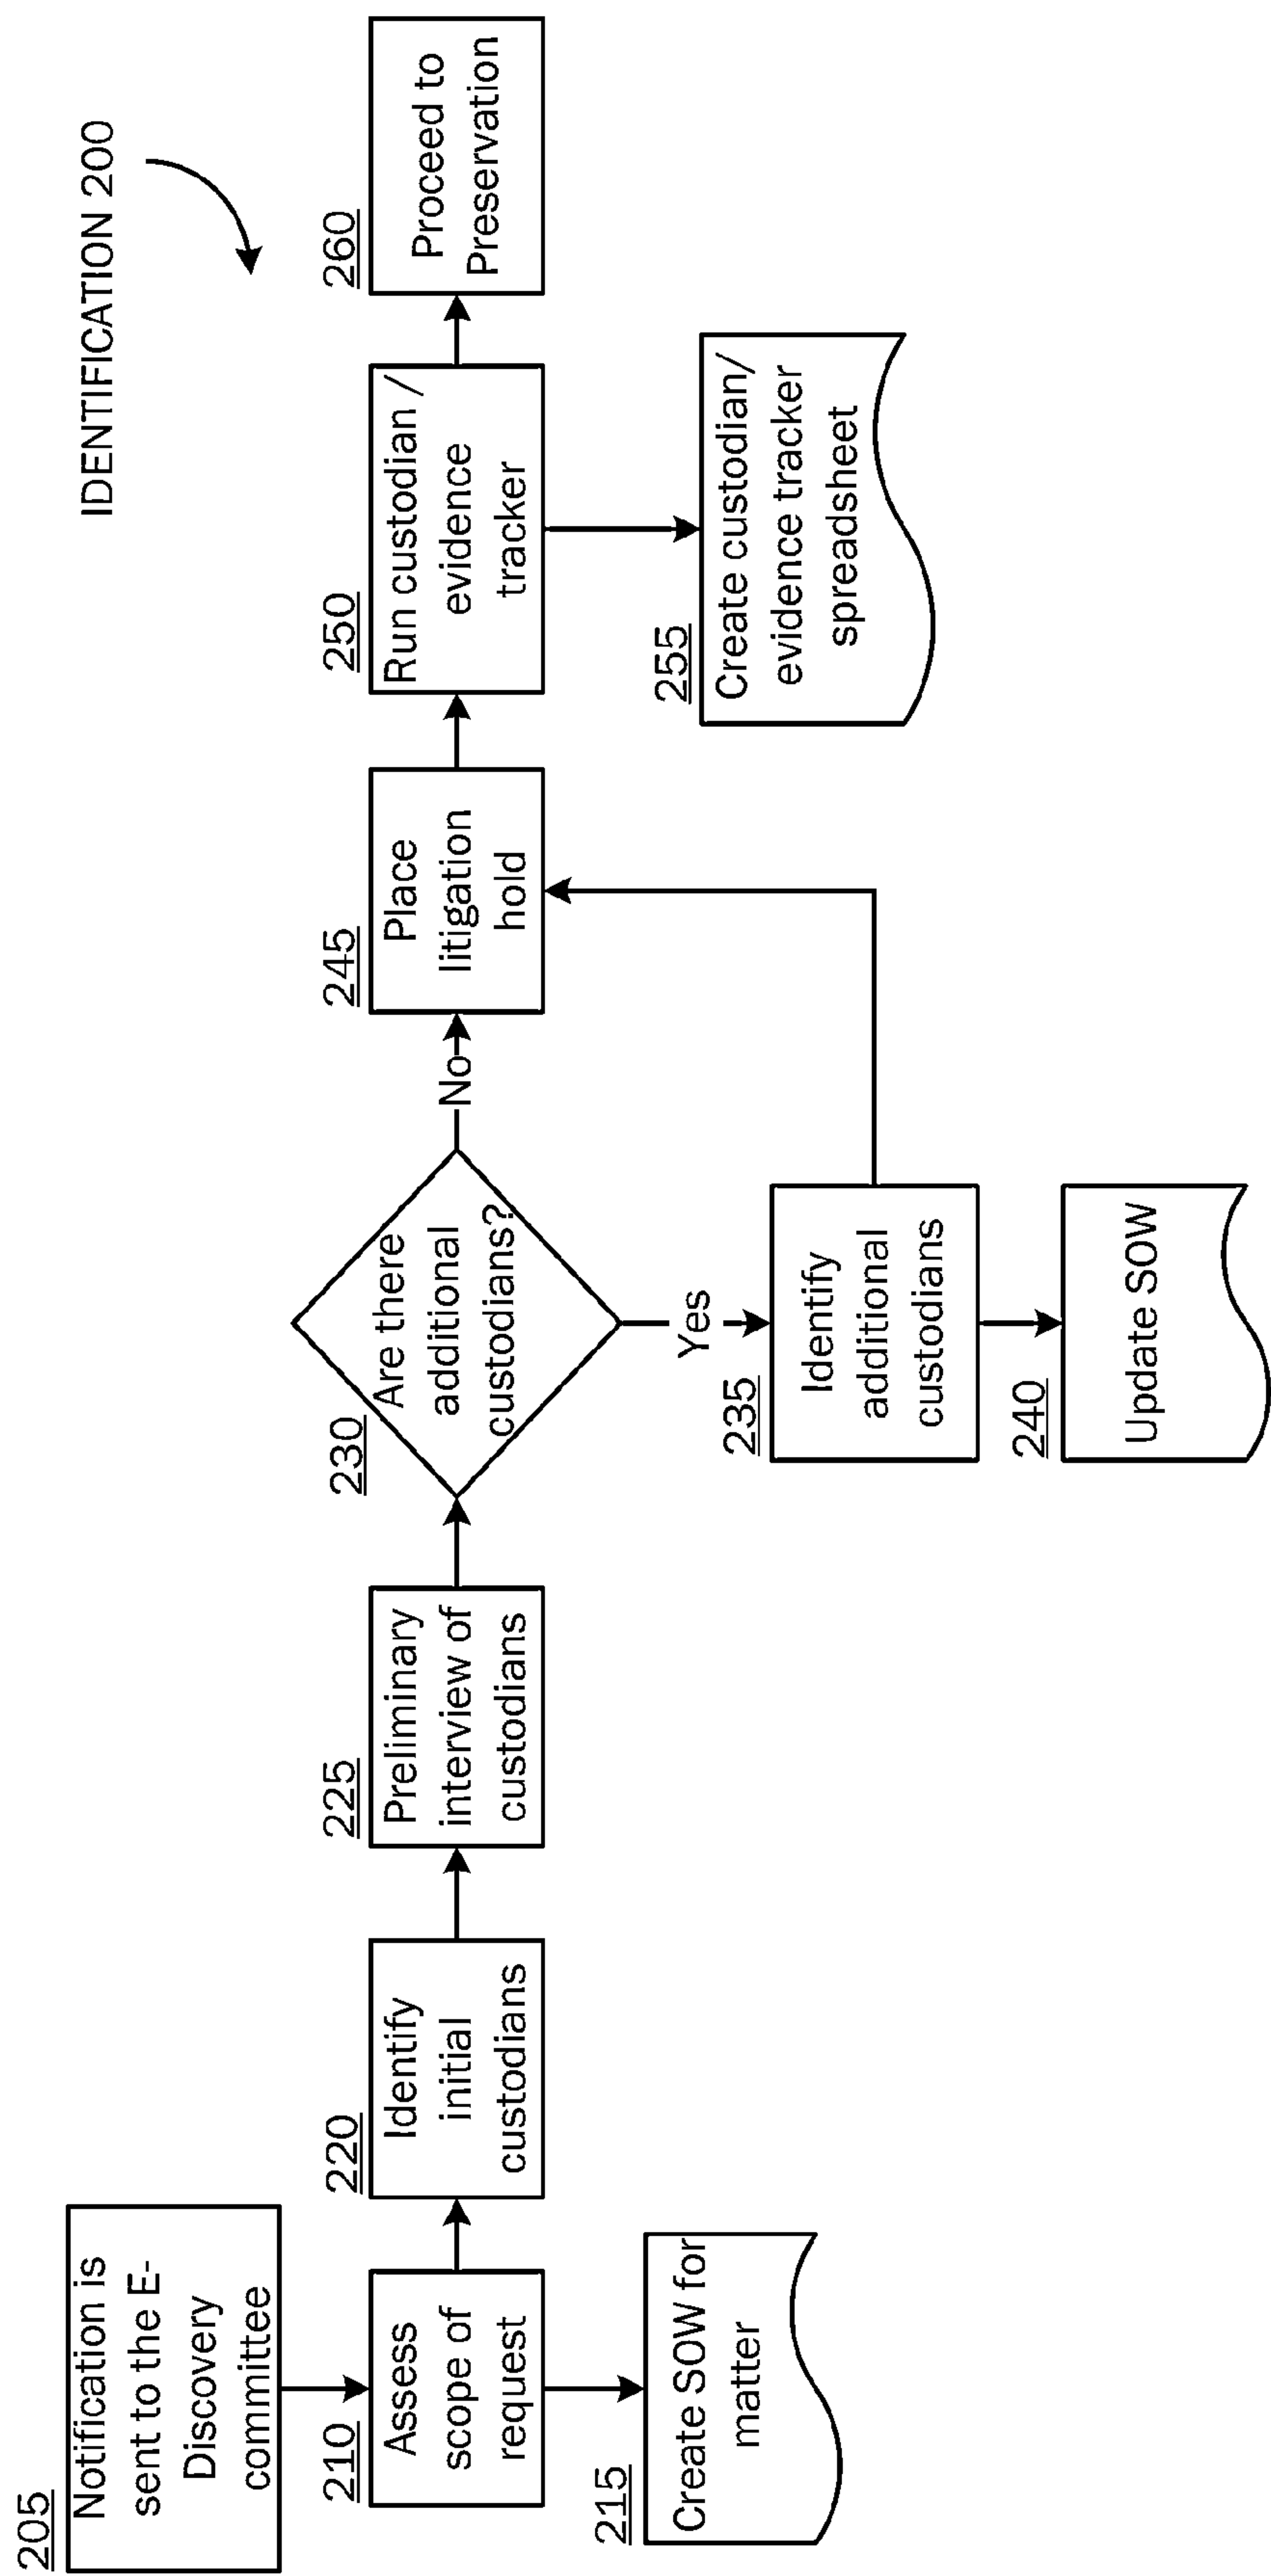 IDENTIFICATION 200
205
Notification is
sent to the E-
Discovery
committee
210
Assess
scope of
request
215
Create SOW for
matter
220
Identify
initial
custodians
225
Preliminary
interview of
custodians
230
Are there
additional
custodians?
No
Yes
235
Identify
additional
custodians
240
Update SOW
245
Place
litigation
hold
250
Run custodian /
evidence
tracker
255
Create custodian/
evidence tracker
spreadsheet
260
Proceed to
Preservation